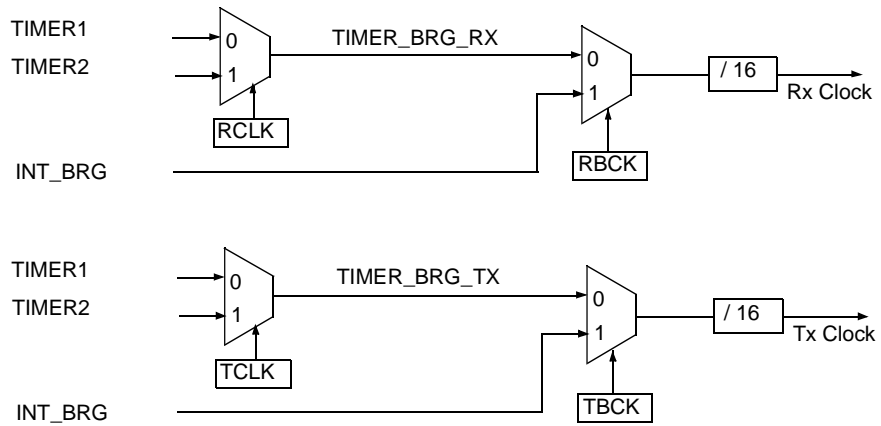 TIMER1
0
TIMER_BRG_RX
TIMER2
1
0
/ 16
1
Rx Clock
RCLK
INT_BRG
RBCK
TIMER1
0
TIMER_BRG_TX
TIMER2
1
0
/ 16
1
Tx Clock
TCLK
INT_BRG
TBCK